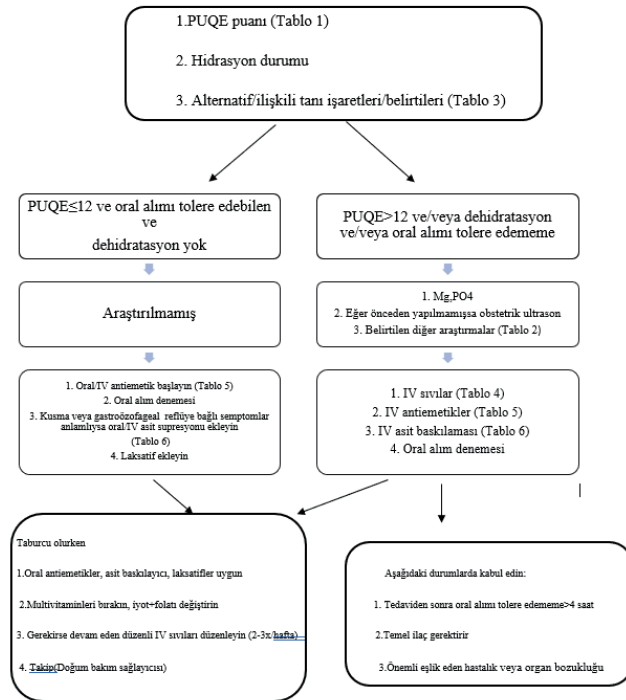 1.PUQE puanı (Tablo 1)
2. Hidrasyon durumu
3. Alternatif/ilişkili tanı işaretleri/belirtileri (Tablo 3)
PUQE≤12 ve oral alımı tolere edebilen
ve
dehidratasyon yok
PUQE>12 ve/veya dehidratasyon
ve/veya oral alımı tolere edememe
Araştırılmamış
1. Mg,PO4
2. Eğer önceden yapılmamışsa obstetrik ultrason
3. Belirtilen diğer araştırmalar (Tablo 2)
1. Oral/IV antiemetik başlayın (Tablo 5)
2. Oral alım denemesi
3. Kusma veya gastroözofageal reflüye bağlı semptomlar
anlamlıysa oral/IV asit supresyonu ekleyin
(Tablo 6)
4. Laksatif ekleyin
1. IV sıvılar (Tablo 4)
2. IV antiemetikler (Tablo 5)
3. IV asit baskılaması (Tablo 6)
4. Oral alım denemesi
Taburcu olurken
1.Oral antiemetikler, asit baskılayıcı, laksatifler uygun
2.Multivitaminleri bırakın, iyot+folatı değiştirin
3. Gerekirse devam eden düzenli IV sıvıları düzenleyin (2-3x/hafta)
4. Takip(Doğum bakım sağlayıcısı)
Aşağıdaki durumlarda kabul edin:
1. Tedaviden sonra oral alımı tolere edememe>4 saat
2.Temel ilaç gerektirir
3.Önemli eşlik eden hastalık veya organ bozukluğu